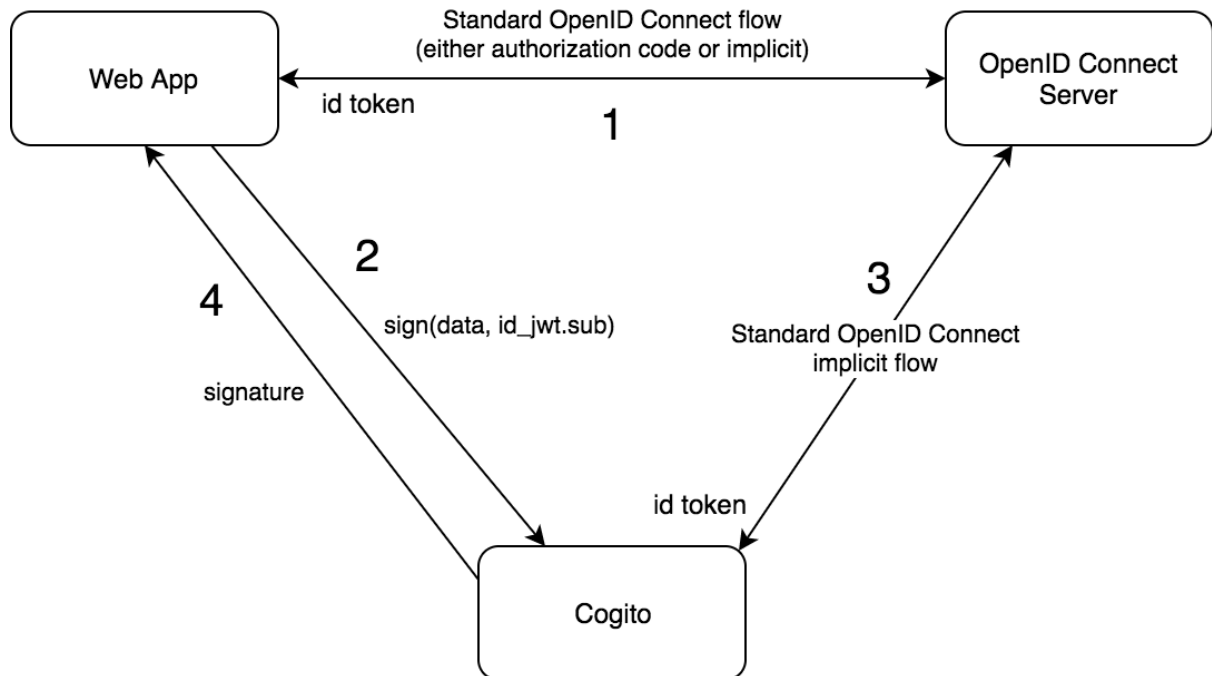 Standard OpenID Connect flow
(either authorization code or implicit)
Web App
OpenID Connect
Server
id token
1
2
4
3
sign(data, id_jwt.sub)
Standard OpenID Connect
implicit flow
signature
id token
Cogito